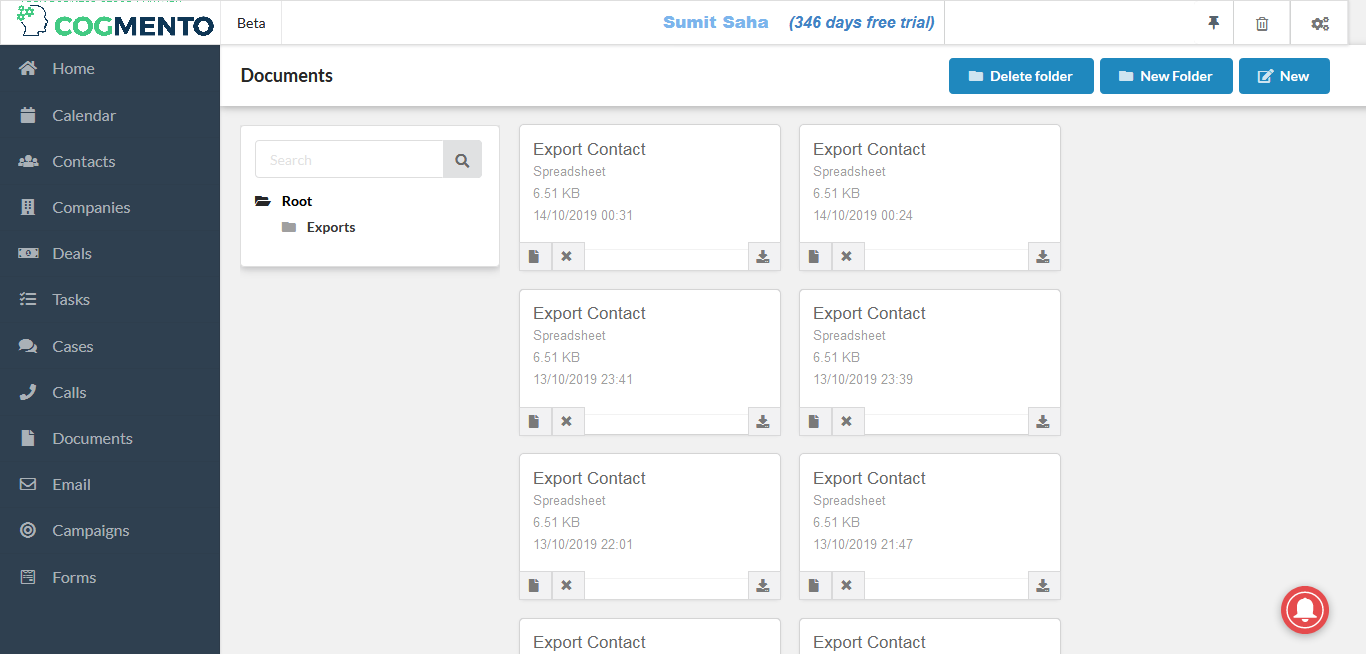 COGMENTO
Beta
Sumit Saha (346 days free trial)
Home
Calendar
Contacts
Companies
Deals
Tasks
Cases
Calls
Documents
Email
Campaigns
Forms
Documents
Delete folder
New Folder
New
Search
Root
Exports
Export Contact
Spreadsheet
6.51 KB
14/10/2019 00:31
Export Contact
Spreadsheet
6.51 KB
14/10/2019 00:24
Export Contact
Spreadsheet
6.51 KB
13/10/2019 23:41
Export Contact
Spreadsheet
6.51 KB
13/10/2019 23:39
Export Contact
Spreadsheet
6.51 KB
13/10/2019 22:01
Export Contact
Spreadsheet
6.51 KB
13/10/2019 21:47
Export Contact
Export Contact